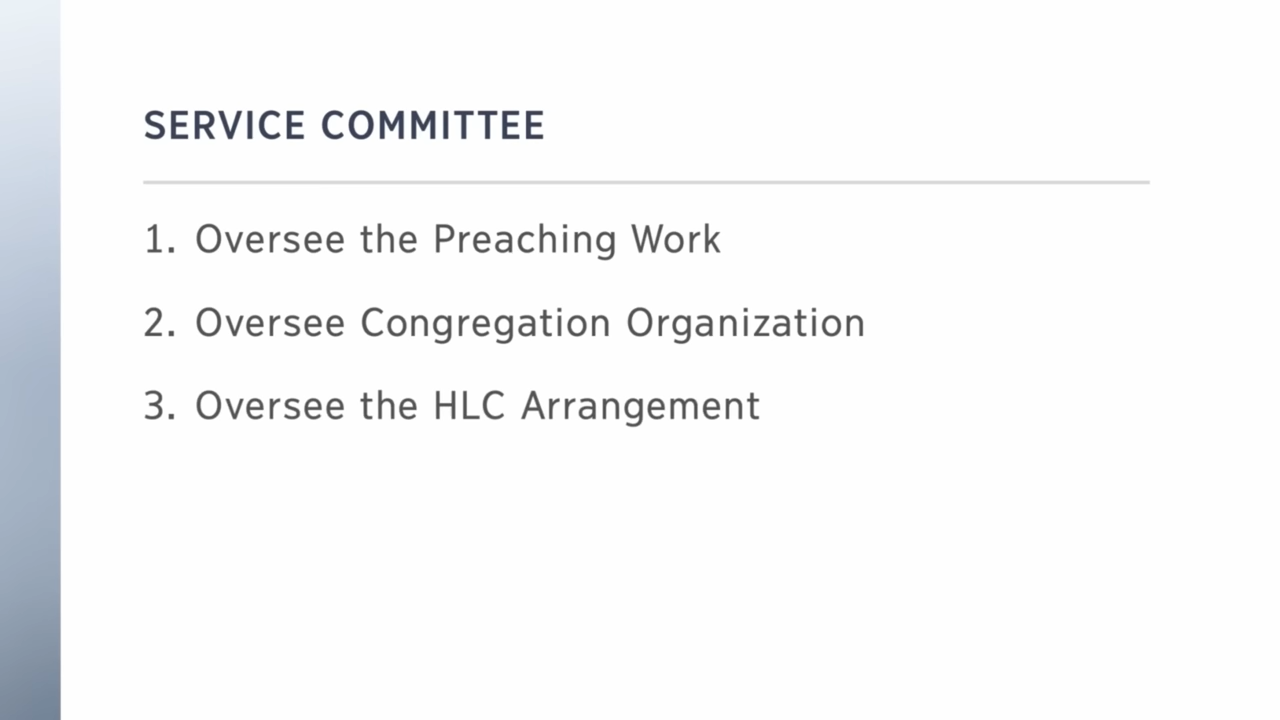 SERVICE COMMITTEE
1. Oversee the Preaching Work
2. Oversee Congregation Organization
3. Oversee the HLC Arrangement